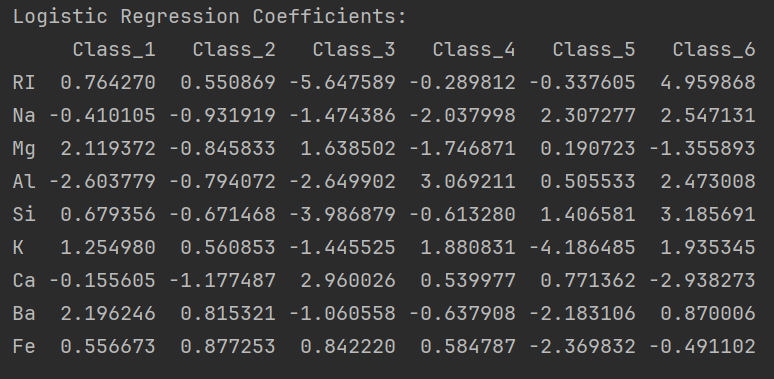 Logistic Regression Coefficients:
Class_1 Class_2 Class_3 Class_4 Class_5 Class_6
RI 0.764270 0.550869 -5.647589 -0.289812 -0.337605 4.959868
Na -0.410105 -0.931919 -1.474386 -2.037998 2.307277 2.547131
Mg 2.119372 -0.845833 1.638502 -1.746871 0.190723 -1.355893
Al -2.603779 -0.794072 -2.649902 3.069211 0.505533 2.473008
Si 0.679356 -0.671468 -3.986879 -0.613280 1.406581 3.185691
K 1.254980 0.560853 -1.445525 1.880831 -4.186485 1.935345
Ca -0.155605 -1.177487 2.960026 0.539977 0.771362 -2.938273
Ba 2.196246 0.815321 -1.060558 -0.637908 -2.183106 0.870006
Fe 0.556673 0.877253 0.842220 0.584787 -2.369832 -0.491102